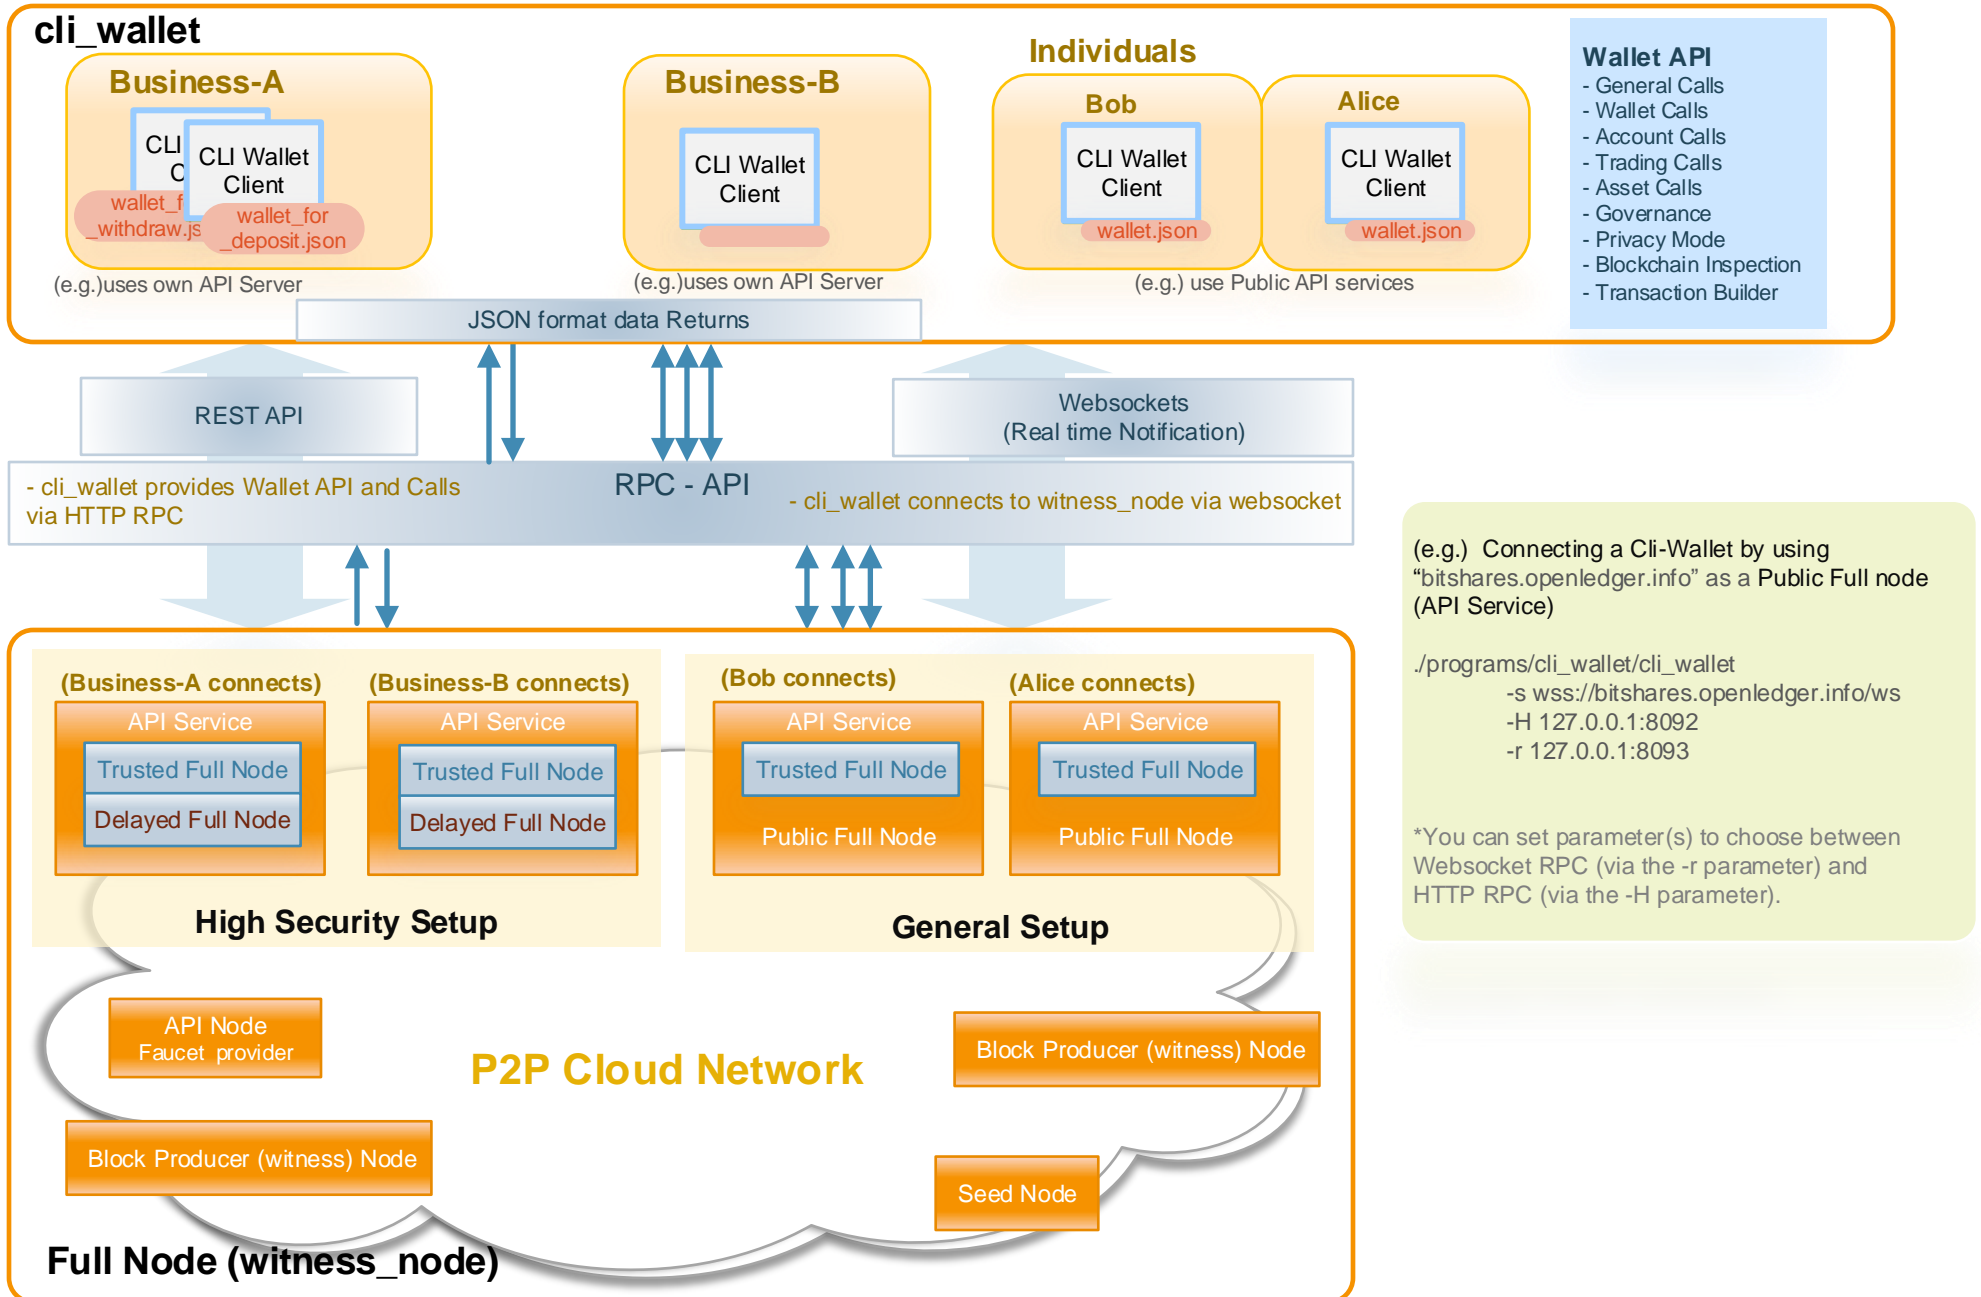 cli_wallet
Business-A
CLI
C
wallet_f
_withdraw.js
CLI Wallet
Client
wallet_for
_deposit.json
(e.g.)uses own API Server
Business-B
CLI Wallet
Client
(e.g.)uses own API Server
Individuals
Bob
CLI Wallet
Client
wallet.json
Alice
CLI Wallet
Client
wallet.json
(e.g.) use Public API services
Wallet API
- General Calls
- Wallet Calls
- Account Calls
- Trading Calls
- Asset Calls
- Governance
- Privacy Mode
- Blockchain Inspection
- Transaction Builder
JSON format data Returns
REST API
Websockets
(Real time Notification)
RPC - API
- cli_wallet provides Wallet API and Calls
via HTTP RPC
- cli_wallet connects to witness_node via websocket
(e.g.) Connecting a Cli-Wallet by using
“bitshares.openledger.info” as a Public Full node
(API Service)
./programs/cli_wallet/cli_wallet
-s wss://bitshares.openledger.info/ws
-H 127.0.0.1:8092
-r 127.0.0.1:8093
*You can set parameter(s) to choose between
Websocket RPC (via the -r parameter) and
HTTP RPC (via the -H parameter).
(Business-A connects)
API Service
Trusted Full Node
Delayed Full Node
(Business-B connects)
API Service
Trusted Full Node
Delayed Full Node
High Security Setup
(Bob connects)
API Service
Trusted Full Node
Public Full Node
(Alice connects)
API Service
Trusted Full Node
Public Full Node
General Setup
API Node
Faucet provider
P2P Cloud Network
Block Producer (witness) Node
Block Producer (witness) Node
Seed Node
Full Node (witness_node)